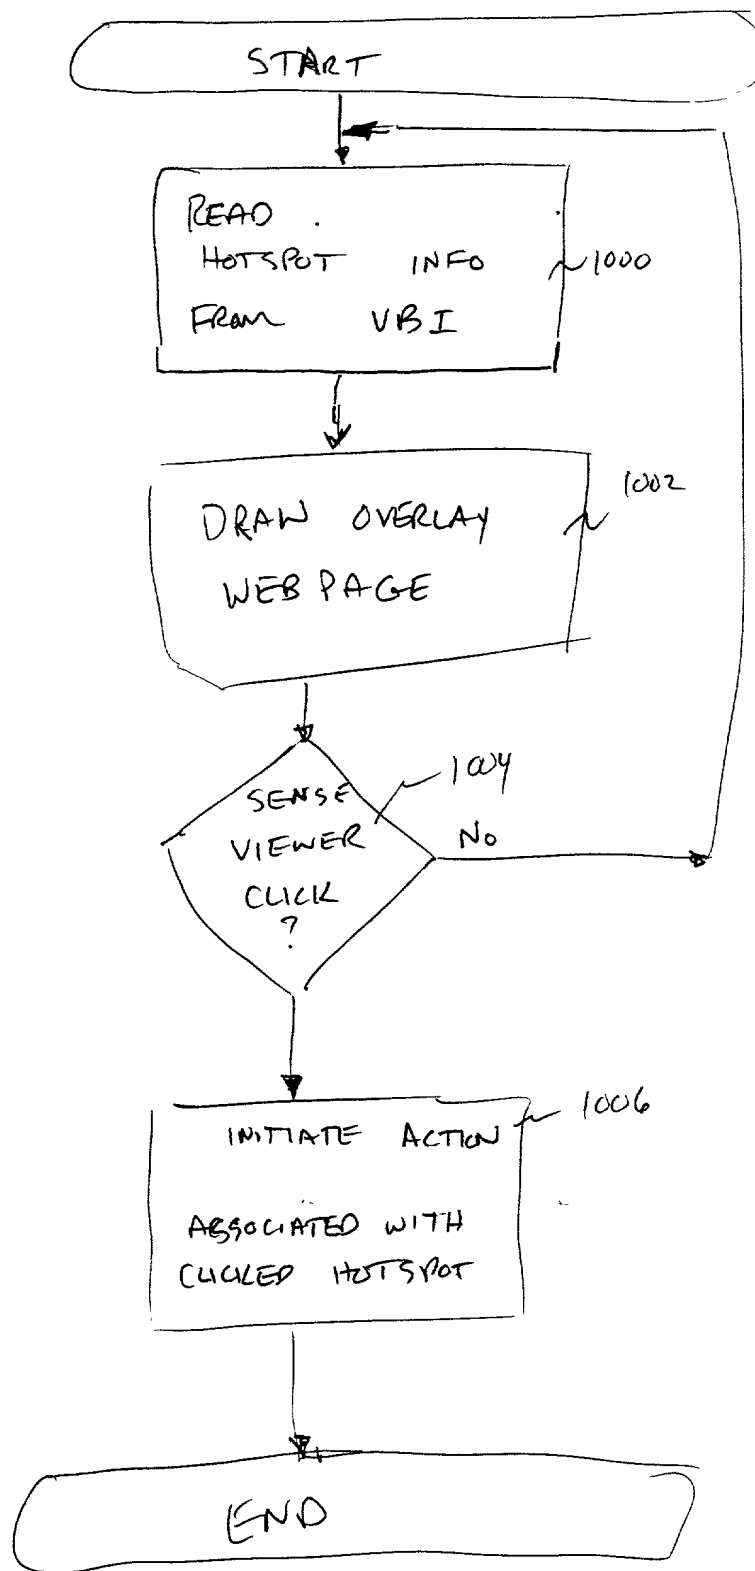 START
READ
HOTSPOT INFO
1000
FROM VBI
1002
DRAW OVERLAY
WEB PAGE
1004
SENSE
VIEWER
CLICK
?
No
1006
INITIATE ACTION
ASSOCIATED WITH
CLICKED HOTSPOT
END